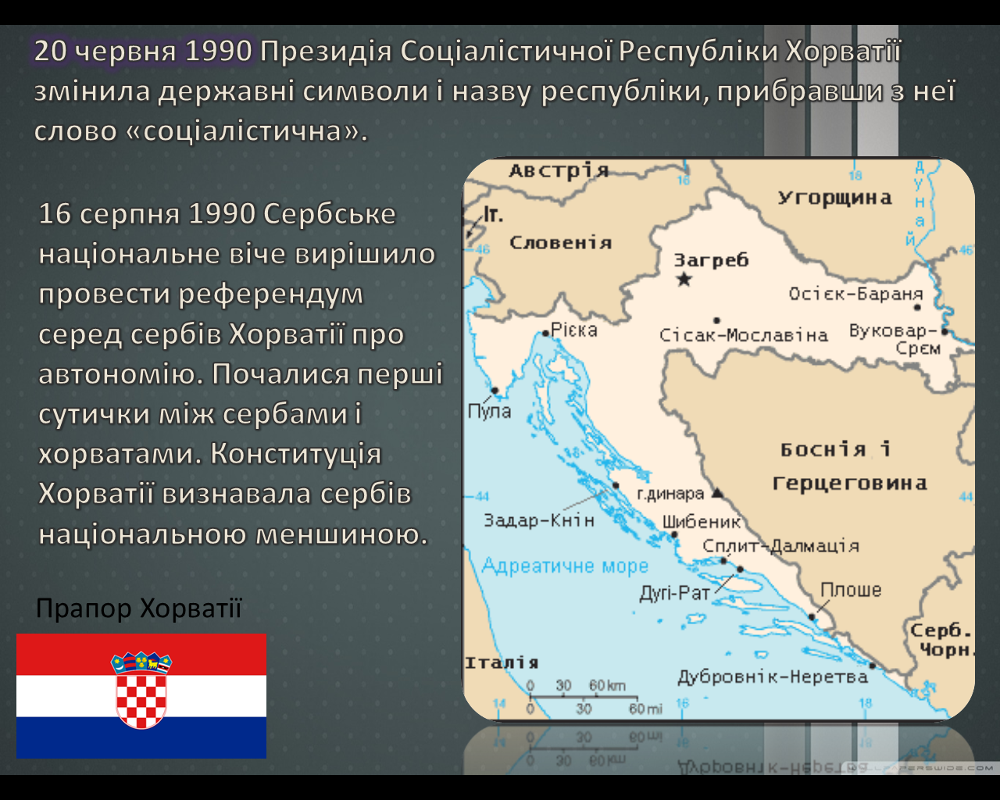 20 червня 1990 Президія Соціалістичної Республіки Хорватії
змінила державні символи і назву республіки, прибравши з неї
слово «соціалістична».
16 серпня 1990 Сербське
національне віче вирішило
провести референдум
серед сербів Хорватії про
автономію. Почалися перші
сутички між сербами і
хорватами. Конституція
Хорватії визнавала сербів
національною меншиною.
Прапор Хорватії
Австрія
16
18
дунай
Угорщина
Іт.
Словенія
46
46
Загреб
Осієк-Бараня
Рієка
Сісак-Мославіна
Вуковар-
Срєм
Пула
Боснія і
Герцеговина
г.динара
44
44
Задар-Кнін
Шибеник
Сплит-Далмація
Адреатичне море
Дугі-Рат
Плоше
Серб.
Чорн.
Італія
Дубровнік-Неретва
0 30 60 km
0 30 60 mi
14
16
18